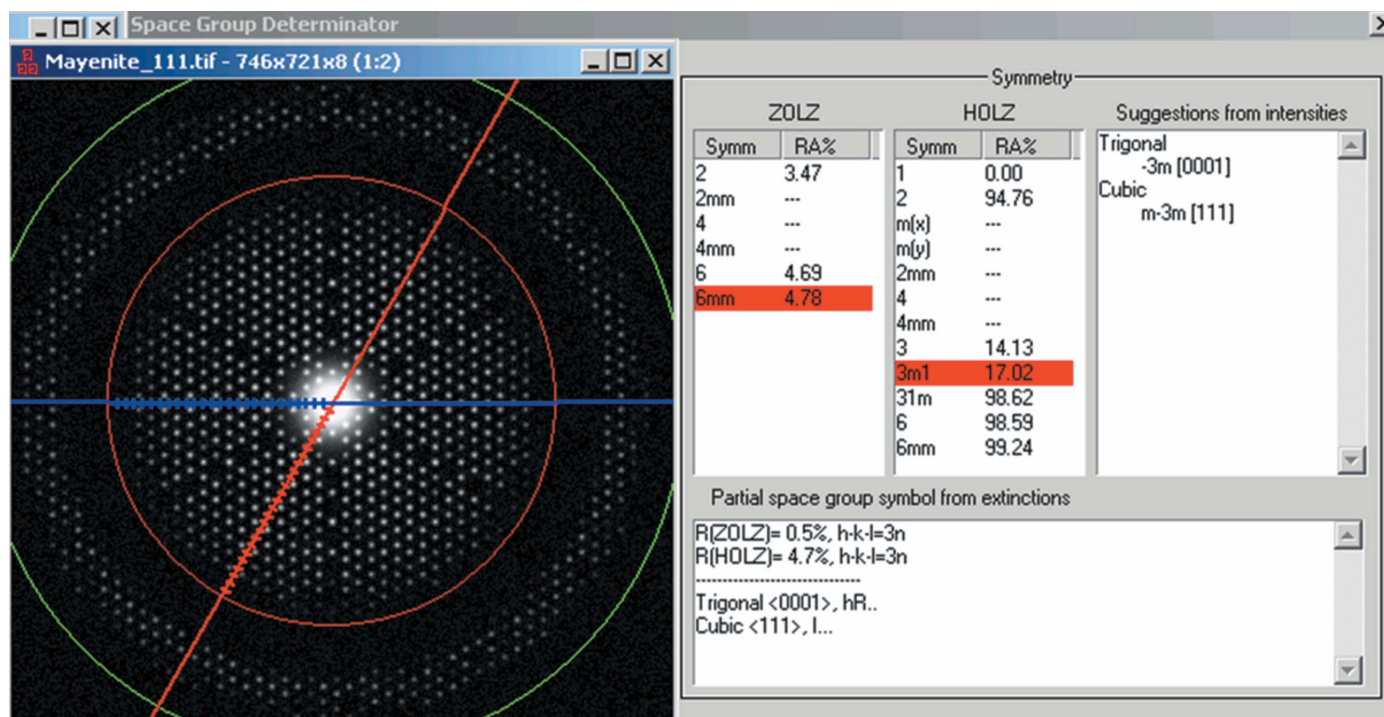 Space Group Determinator
Mayenite_111.tif - 746x721x8 (1:2)
Symmetry
ZOLZ
Symm RA%
2 3.47
2mm ---
4 ---
4mm ---
6 4.69
6mm 4.78
HOLZ
Symm RA%
1 0.00
2 94.76
m(x) ---
m(y) ---
2mm ---
4 ---
4mm ---
3 14.13
3m1 17.02
31m 98.62
6 98.59
6mm 99.24
Suggestions from intensities
Trigonal
-3m [0001]
Cubic
m-3m [111]
Partial space group symbol from extinctions
R(ZOLZ)= 0.5%, h-k-l=3n
R(HOLZ)= 4.7%, h-k-l=3n
------------------------------
Trigonal <0001>, hR..
Cubic <111>, I...